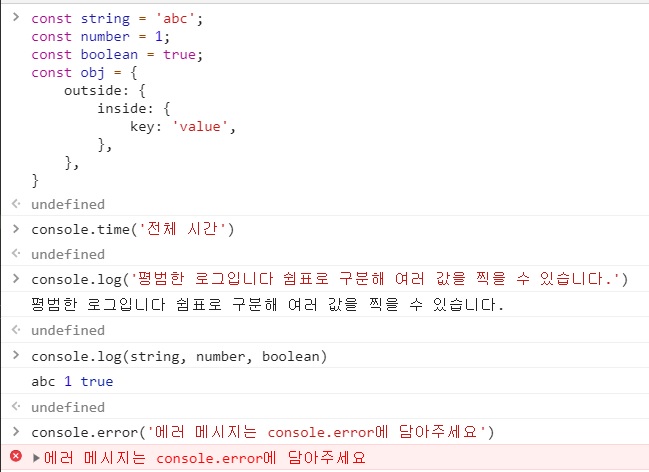 > const string = 'abc';
const number = 1;
const boolean = true;
const obj = {
    outside: {
        inside: {
            key: 'value',
        },
    },
}
<· undefined
> console.time('전체 시간')
<· undefined
> console.log('평범한 로그입니다 쉼표로 구분해 여러 값을 찍을 수 있습니다.')
평범한 로그입니다 쉼표로 구분해 여러 값을 찍을 수 있습니다.
<· undefined
> console.log(string, number, boolean)
abc 1 true
<· undefined
> console.error('에러 메시지는 console.error에 담아주세요')
▶에러 메시지는 console.error에 담아주세요